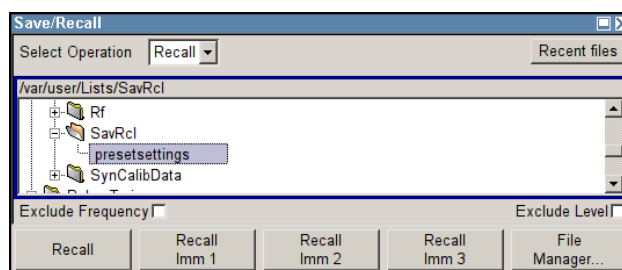 Save/Recall
Select Operation Recall Recent files
/var/user/Lists/SavRcl
Rf
SavRcl
presetsettings
SynCalibData
Exclude Frequency Exclude Level
Recall Recall Imm 1 Recall Imm 2 Recall Imm 3 File Manager...